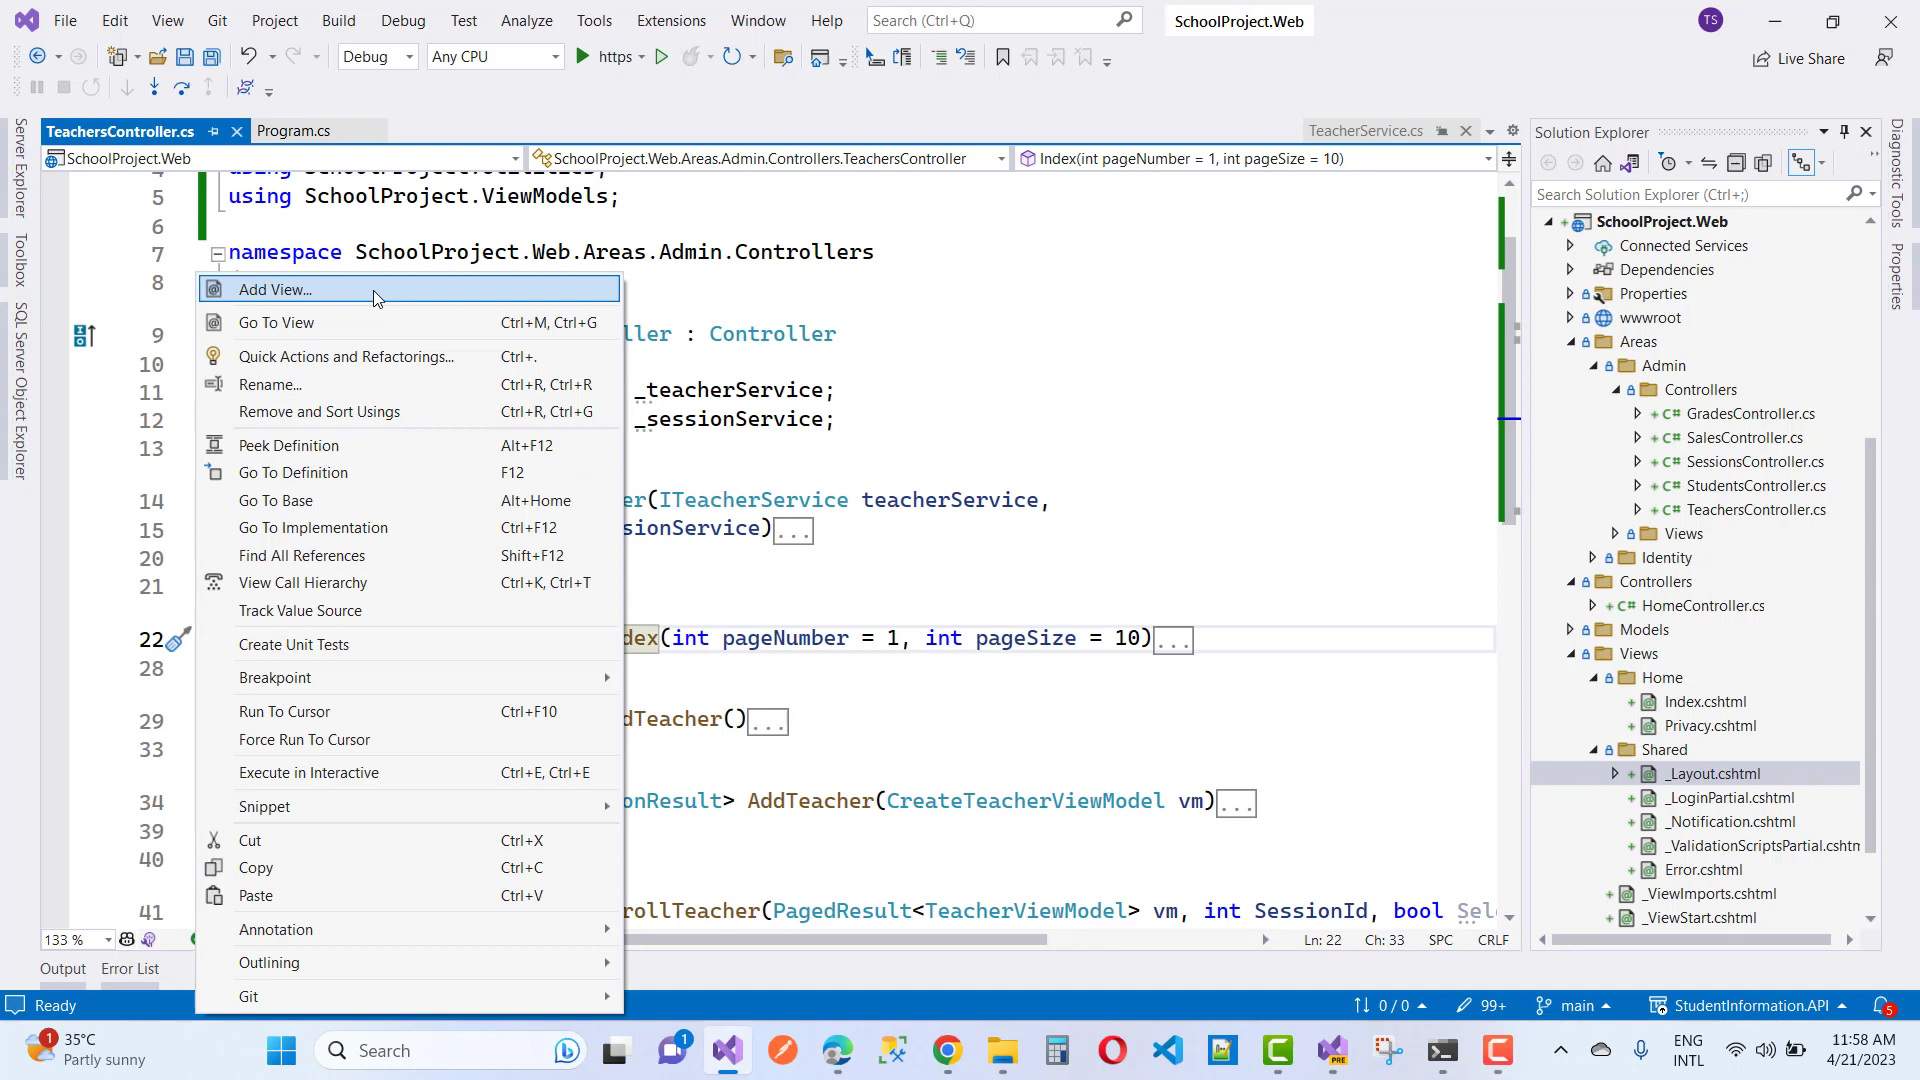 File Edit View Git Project Build Debug Test Analyze Tools Extensions Window Help Search (Ctrl+Q) SchoolProject.Web TS
Debug Any CPU https Live Share
TeachersController.cs Program.cs TeacherService.cs
SchoolProject.Web SchoolProject.Web.Areas.Admin.Controllers.TeachersController Index(int pageNumber = 1, int pageSize = 10)
Server Explorer
Toolbox
SQL Server Object Explorer
4 using SchoolProject.Utilities;
5 using SchoolProject.ViewModels;
6
7 namespace SchoolProject.Web.Areas.Admin.Controllers
8
9 ller : Controller
10
11 _teacherService;
12 _sessionService;
13
14 er(ITeacherService teacherService,
15 sionService)...
20
21
22 dex(int pageNumber = 1, int pageSize = 10)...
28
29 dTeacher()...
33
34 onResult> AddTeacher(CreateTeacherViewModel vm)...
39
40
41 rollTeacher(PagedResult<TeacherViewModel> vm, int SessionId, bool Sel
Add View...
Go To View Ctrl+M, Ctrl+G
Quick Actions and Refactorings... Ctrl+.
Rename... Ctrl+R, Ctrl+R
Remove and Sort Usings Ctrl+R, Ctrl+G
Peek Definition Alt+F12
Go To Definition F12
Go To Base Alt+Home
Go To Implementation Ctrl+F12
Find All References Shift+F12
View Call Hierarchy Ctrl+K, Ctrl+T
Track Value Source
Create Unit Tests
Breakpoint
Run To Cursor Ctrl+F10
Force Run To Cursor
Execute in Interactive Ctrl+E, Ctrl+E
Snippet
Cut Ctrl+X
Copy Ctrl+C
Paste Ctrl+V
Annotation
Outlining
Git
Solution Explorer
Search Solution Explorer (Ctrl+;)
SchoolProject.Web
Connected Services
Dependencies
Properties
wwwroot
Areas
Admin
Controllers
C# GradesController.cs
C# SalesController.cs
C# SessionsController.cs
C# StudentsController.cs
C# TeachersController.cs
Views
Identity
Controllers
C# HomeController.cs
Models
Views
Home
Index.cshtml
Privacy.cshtml
Shared
_Layout.cshtml
_LoginPartial.cshtml
_Notification.cshtml
_ValidationScriptsPartial.cshtm
Error.cshtml
_ViewImports.cshtml
_ViewStart.cshtml
Diagnostic Tools
Properties
133 % Ln: 22 Ch: 33 SPC CRLF
Output Error List
Ready 0 / 0 99+ main StudentInformation.API 5
1 35°C
Partly sunny
Search 1 PRE
ENG
INTL
11:58 AM
4/21/2023